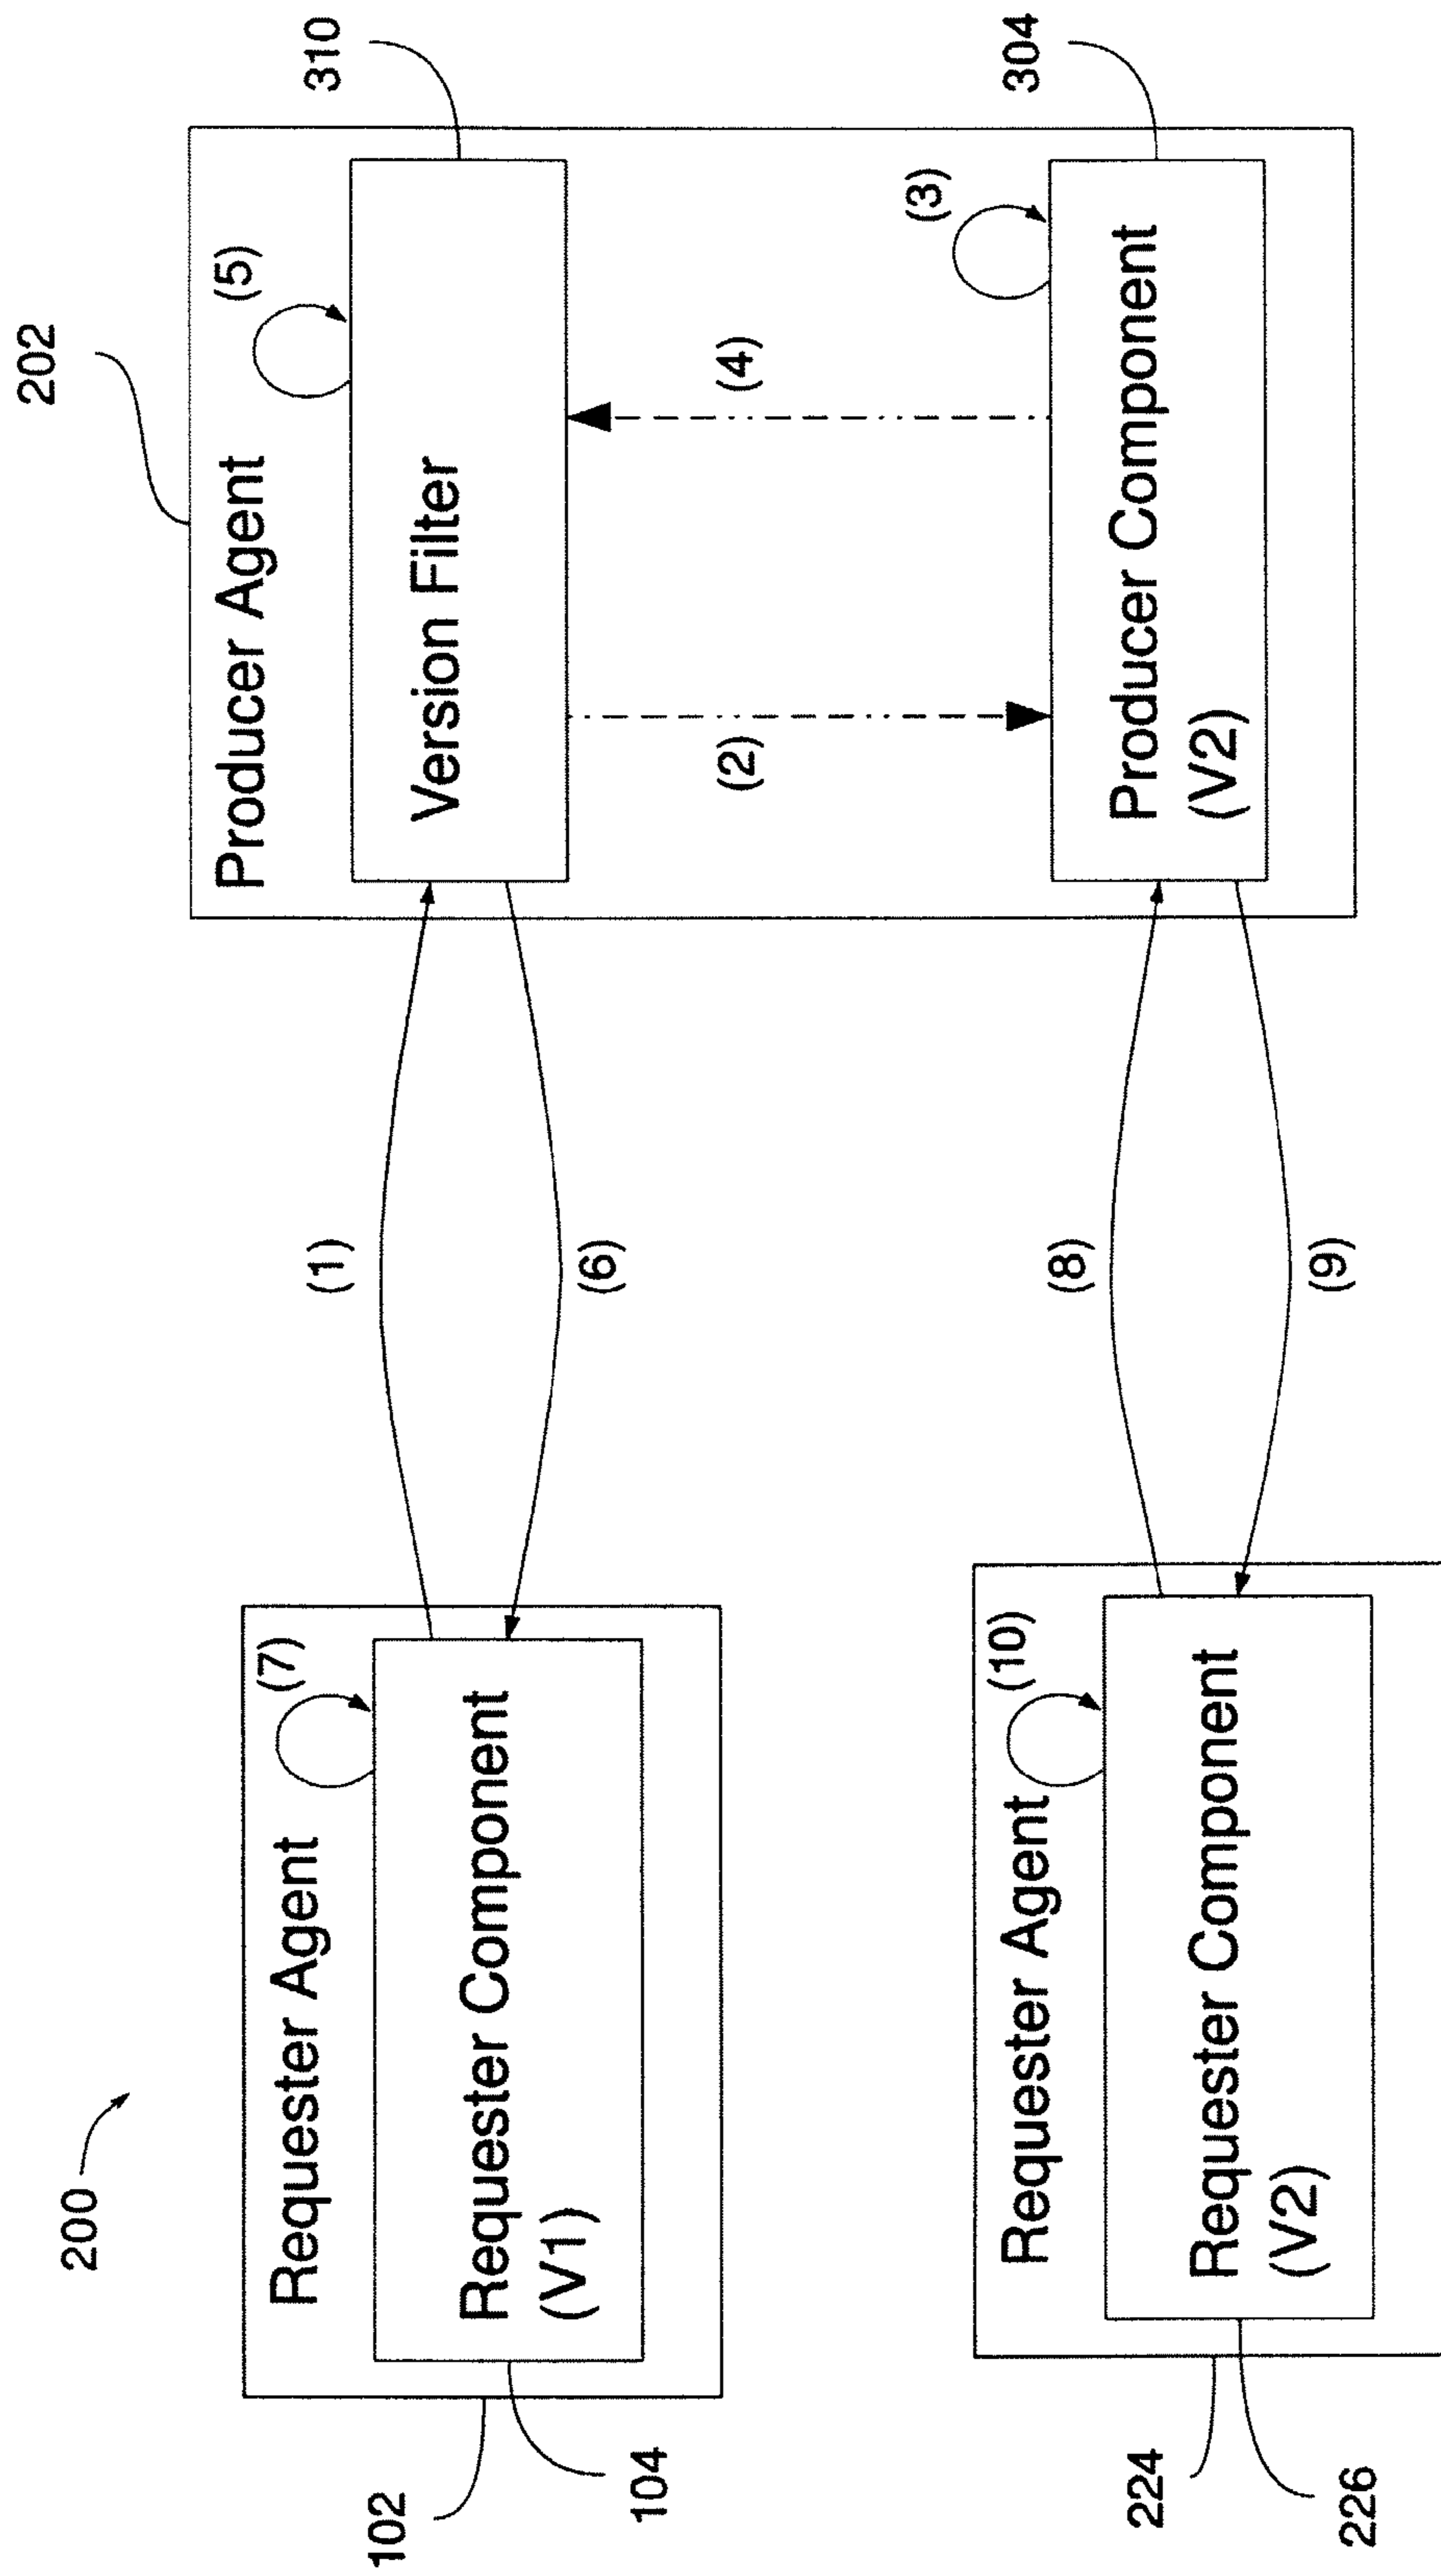 200
202
Requester Agent
(7)
Requester Component
(V1)
102
104
(1)
(6)
Producer Agent
(5)
Version Filter
310
(2)
(4)
(3)
Producer Component
(V2)
304
Requester Agent
(10)
Requester Component
(V2)
224
226
(8)
(9)